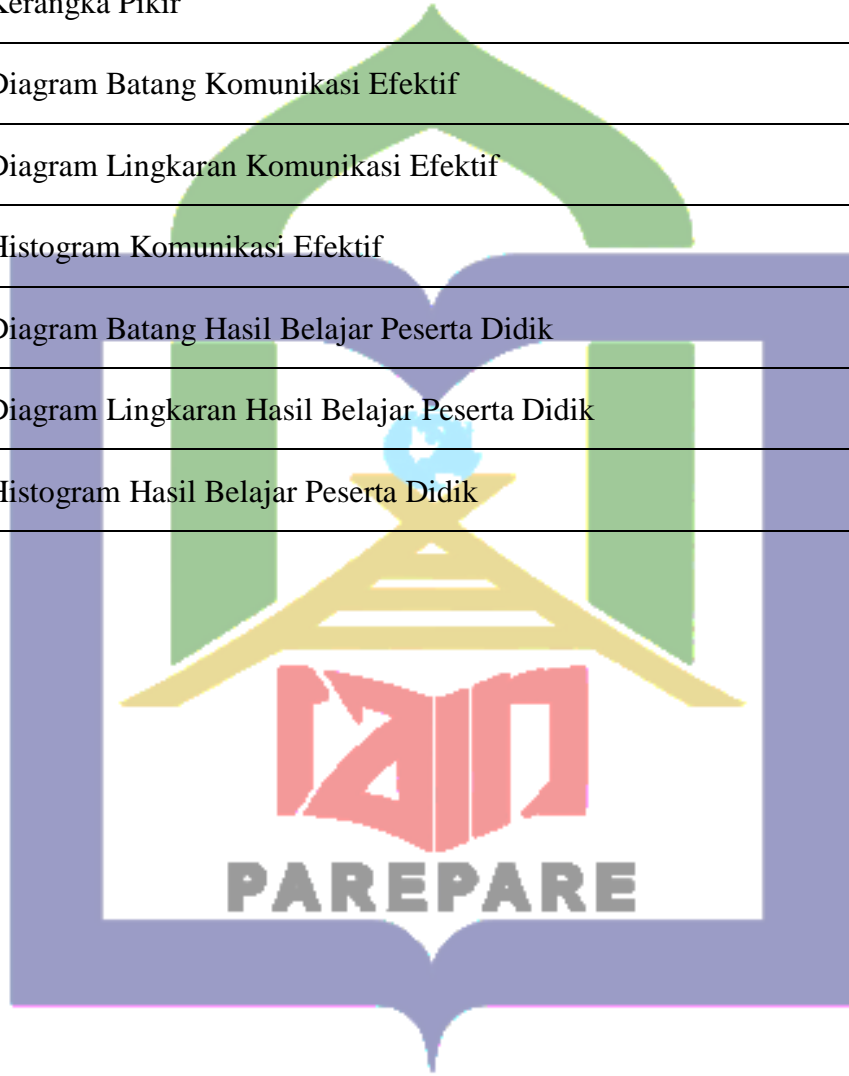 Kerangka Pikir
Diagram Batang Komunikasi Efektif
Diagram Lingkaran Komunikasi Efektif
Histogram Komunikasi Efektif
Diagram Batang Hasil Belajar Peserta Didik
Diagram Lingkaran Hasil Belajar Peserta Didik
Histogram Hasil Belajar Peserta Didik
iain
PAREPARE